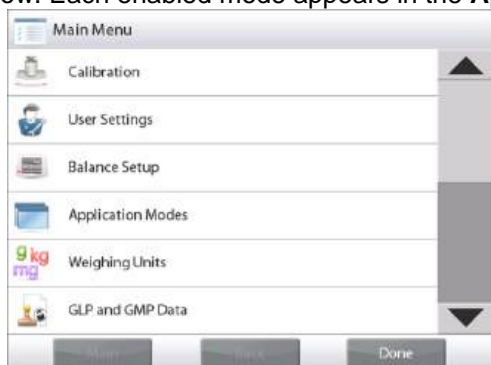 ow. Each enabled mode appears in the A
Main Menu
Calibration
User Settings
Balance Setup
Application Modes
g kg
mg
Weighing Units
GLP and GMP Data
Main
Back
Done